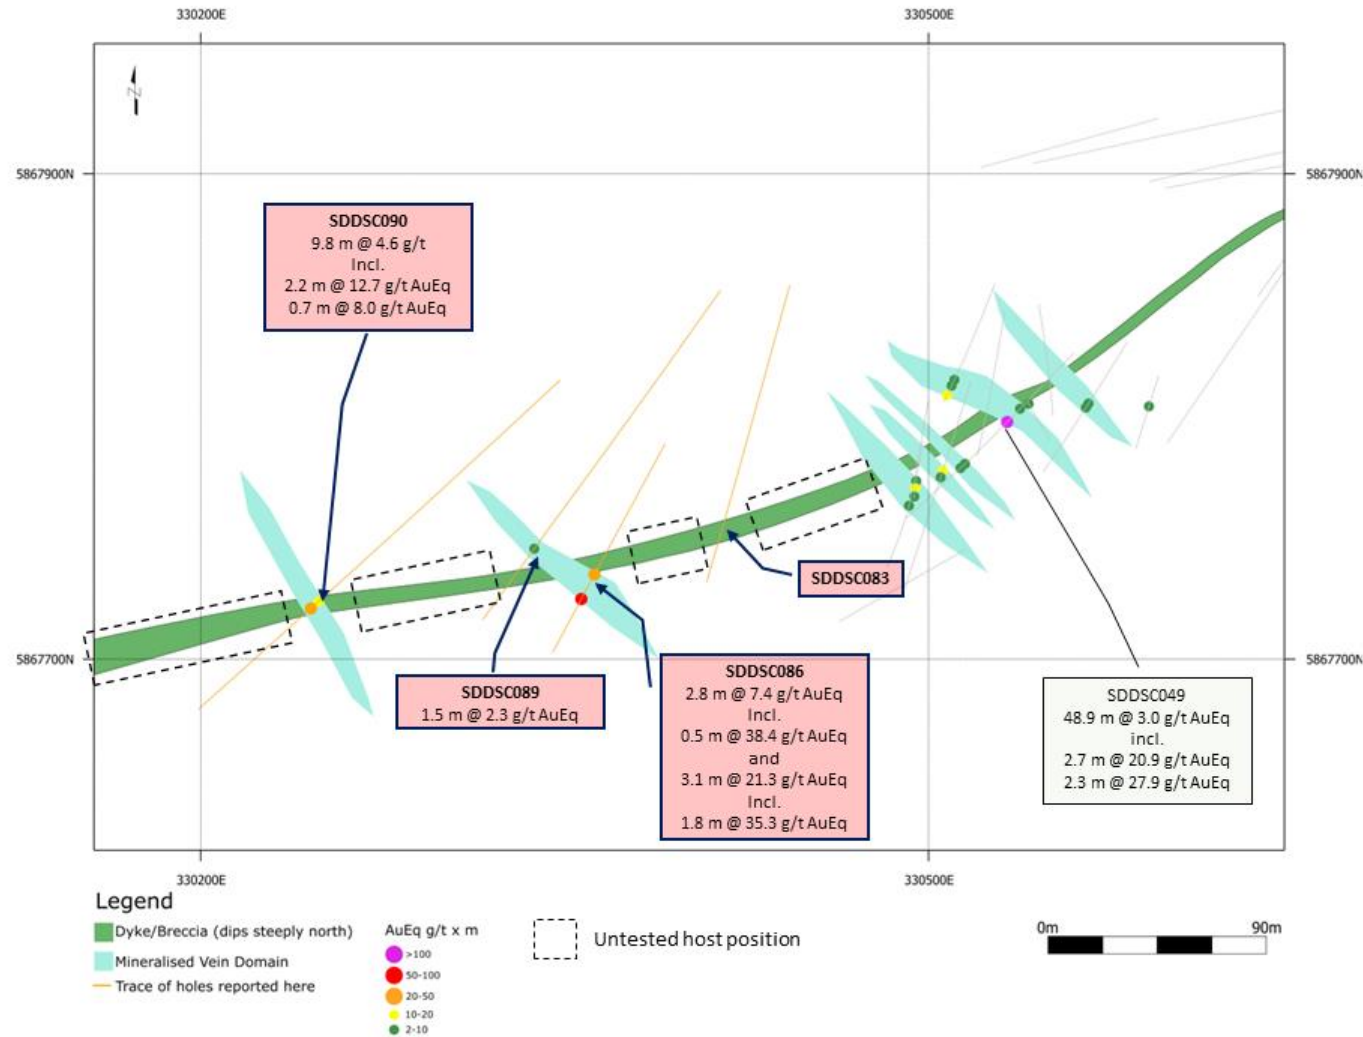 330200E
330500E
N
5867900N
5867900N
SDDSC090
9.8 m @ 4.6 g/t
Incl.
2.2 m @ 12.7 g/t AuEq
0.7 m @ 8.0 g/t AuEq
SDDSC083
5867700N
5867700N
SDDSC089
1.5 m @ 2.3 g/t AuEq
SDDSC086
2.8 m @ 7.4 g/t AuEq
Incl.
0.5 m @ 38.4 g/t AuEq
and
3.1 m @ 21.3 g/t AuEq
Incl.
1.8 m @ 35.3 g/t AuEq
SDDSC049
48.9 m @ 3.0 g/t AuEq
incl.
2.7 m @ 20.9 g/t AuEq
2.3 m @ 27.9 g/t AuEq
330200E
330500E
Legend
Dyke/Breccia (dips steeply north)
Mineralised Vein Domain
Trace of holes reported here
AuEq g/t x m
>100
50-100
20-50
10-20
2-10
Untested host position
0m
90m